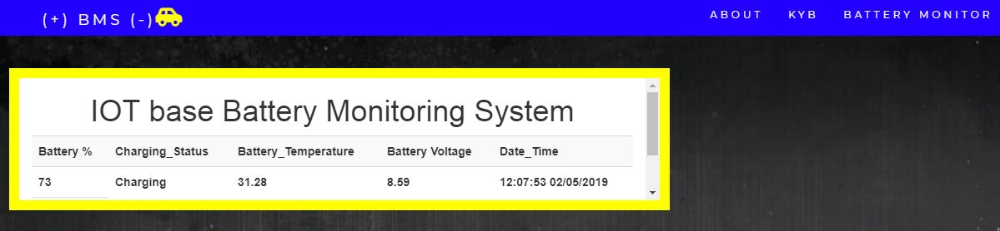 (+) BMS (-)
ABOUT KYB BATTERY MONITOR
IOT base Battery Monitoring System
Battery % Charging_Status Battery_Temperature Battery Voltage Date_Time
73 Charging 31.28 8.59 12:07:53 02/05/2019